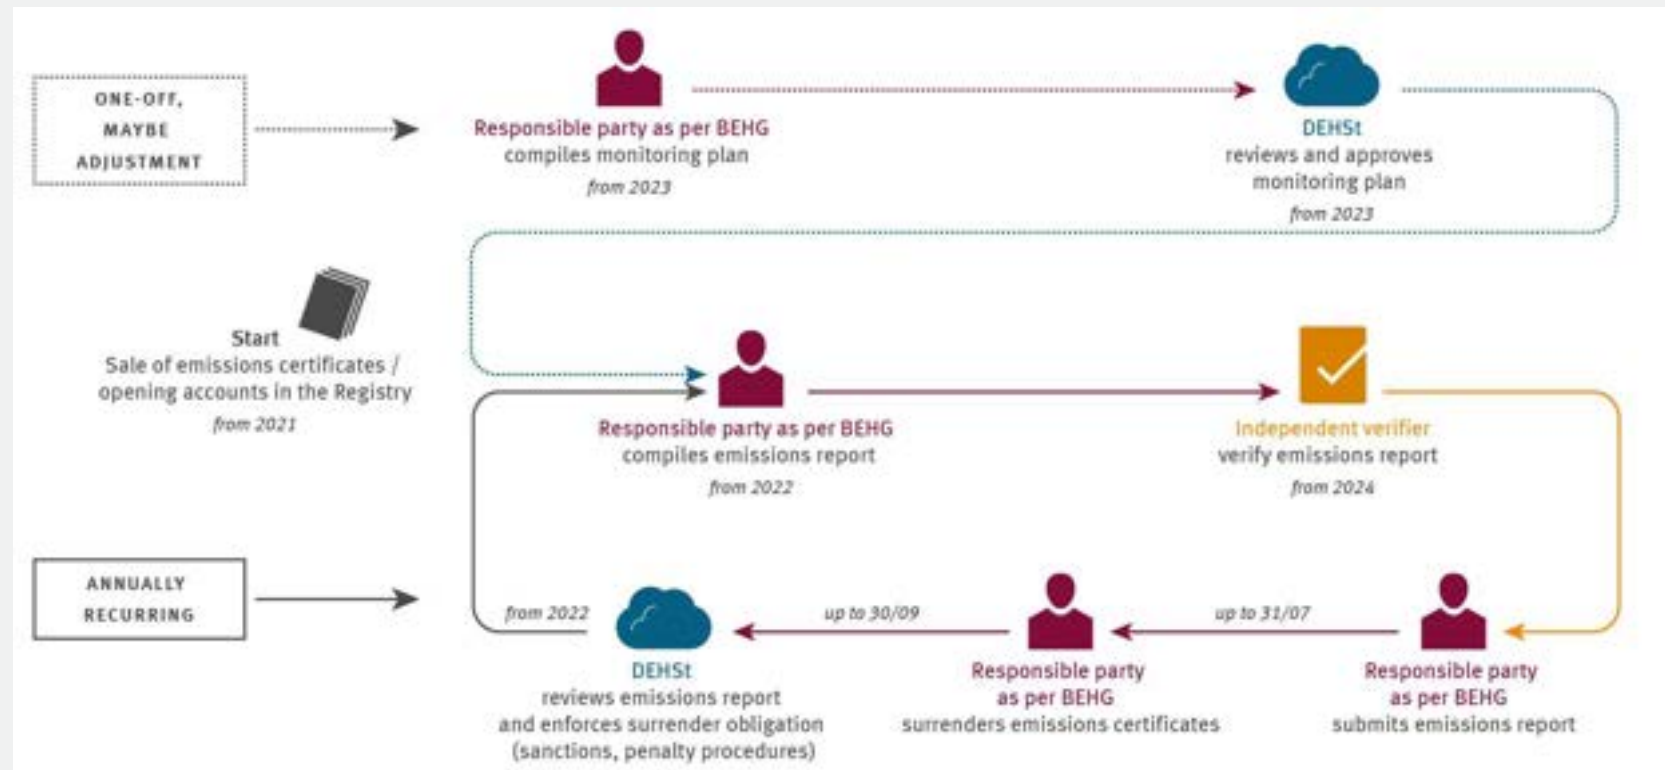 ONE-OFF,
MAYBE
ADJUSTMENT
Responsible party as per BEHG
compiles monitoring plan
from 2023
DEHSt
reviews and approves
monitoring plan
from 2023
Start
Sale of emissions certificates /
opening accounts in the Registry
from 2021
Responsible party as per BEHG
compiles emissions report
from 2022
Independent verifier
verify emissions report
from 2024
ANNUALLY
RECURRING
from 2022
DEHSt
reviews emissions report
and enforces surrender obligation
(sanctions, penalty procedures)
up to 30/09
Responsible party
as per BEHG
surrenders emissions certificates
up to 31/07
Responsible party
as per BEHG
submits emissions report